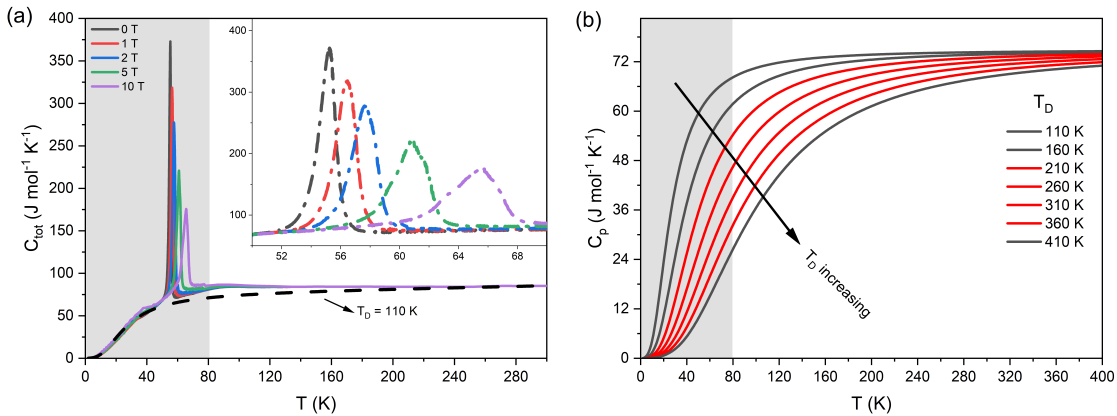 (a)
0 T
1 T
2 T
5 T
10 T
400
350
300
250
200
150
100
50
0
C_tot (J mol⁻¹ K⁻¹)
400
300
200
100
52 56 60 64 68
T_D = 110 K
0 40 80 120 160 200 240 280
T (K)
(b)
72
60
48
36
24
12
0
C_p (J mol⁻¹ K⁻¹)
T_D
110 K
160 K
210 K
260 K
310 K
360 K
410 K
T_D increasing
0 40 80 120 160 200 240 280 320 360 400
T (K)